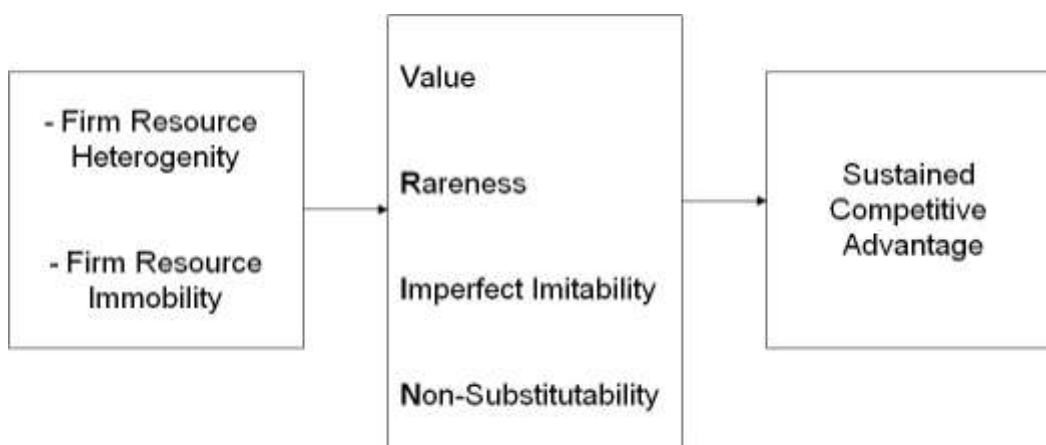 - Firm Resource
Heterogenity
- Firm Resource
Immobility
Value
Rareness
Imperfect Imitability
Non-Substitutability
Sustained
Competitive
Advantage